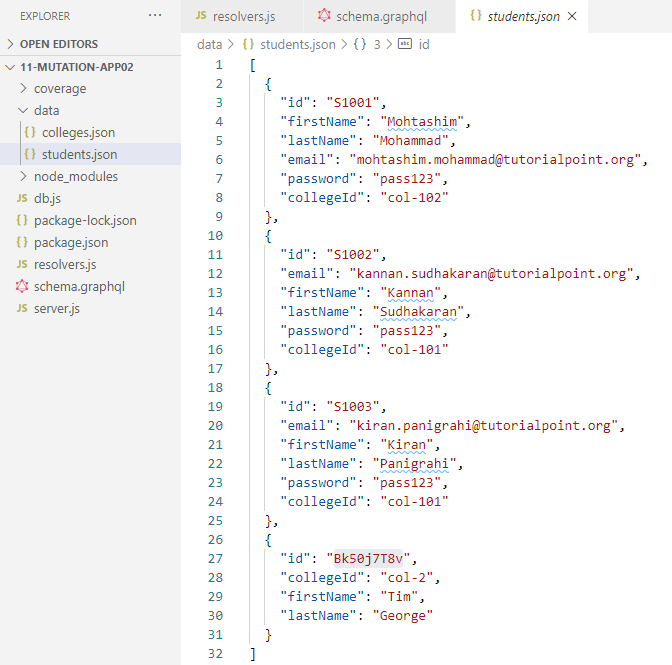 EXPLORER ···
OPEN EDITORS
11-MUTATION-APP02
coverage
data
{} colleges.json
{} students.json
node_modules
JS db.js
{} package-lock.json
{} package.json
JS resolvers.js
schema.graphql
JS server.js
JS resolvers.js schema.graphql {} students.json ×
data > {} students.json > {} 3 > abc id
1 [
2 {
3 "id": "S1001",
4 "firstName": "Mohtashim",
5 "lastName": "Mohammad",
6 "email": "mohtashim.mohammad@tutorialpoint.org",
7 "password": "pass123",
8 "collegeId": "col-102"
9 },
10 {
11 "id": "S1002",
12 "email": "kannan.sudhakaran@tutorialpoint.org",
13 "firstName": "Kannan",
14 "lastName": "Sudhakaran",
15 "password": "pass123",
16 "collegeId": "col-101"
17 },
18 {
19 "id": "S1003",
20 "email": "kiran.panigrahi@tutorialpoint.org",
21 "firstName": "Kiran",
22 "lastName": "Panigrahi",
23 "password": "pass123",
24 "collegeId": "col-101"
25 },
26 {
27 "id": "Bk50j7T8v",
28 "collegeId": "col-2",
29 "firstName": "Tim",
30 "lastName": "George"
31 }
32 ]